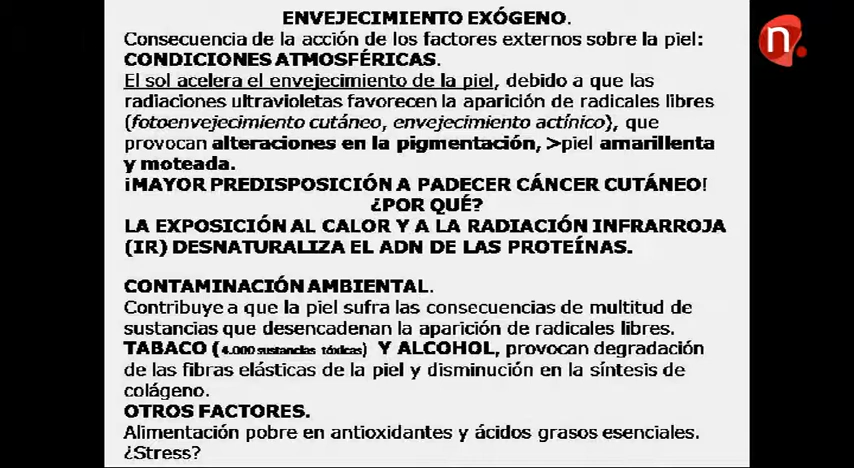 ENVEJECIMIENTO EXÓGENO.
Consecuencia de la acción de los factores externos sobre la piel:
CONDICIONES ATMOSFÉRICAS.
El sol acelera el envejecimiento de la piel, debido a que las
radiaciones ultravioletas favorecen la aparición de radicales libres
(fotoenvejecimiento cutáneo, envejecimiento actínico), que
provocan alteraciones en la pigmentación, >piel amarillenta
y moteada.
¡MAYOR PREDISPOSICIÓN A PADECER CÁNCER CUTÁNEO!
¿POR QUÉ?
LA EXPOSICIÓN AL CALOR Y A LA RADIACIÓN INFRARROJA
(IR) DESNATURALIZA EL ADN DE LAS PROTEÍNAS.
CONTAMINACIÓN AMBIENTAL.
Contribuye a que la piel sufra las consecuencias de multitud de
sustancias que desencadenan la aparición de radicales libres.
TABACO (4.000 sustancias tóxicas) Y ALCOHOL, provocan degradación
de las fibras elásticas de la piel y disminución en la síntesis de
colágeno.
OTROS FACTORES.
Alimentación pobre en antioxidantes y ácidos grasos esenciales.
¿Stress?
n